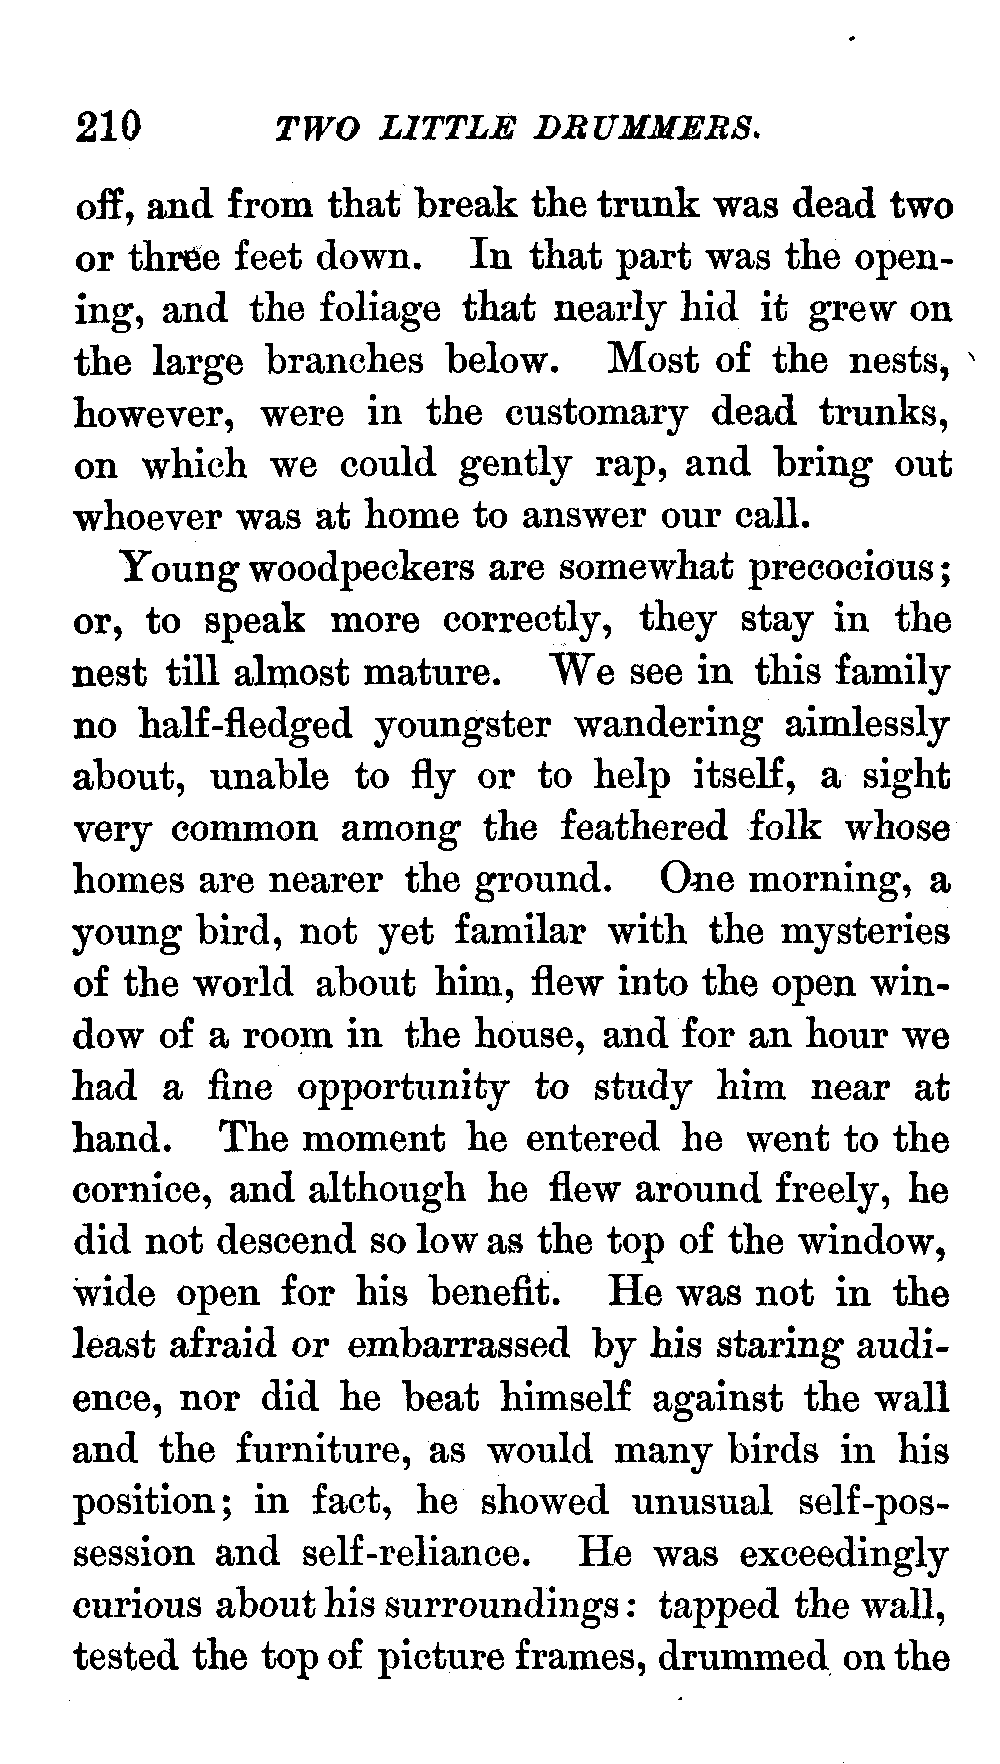 210 TWO LITTLE DRUMMERS.
off, and from that break the trunk was dead two
or three feet down. In that part was the open-
ing, and the foliage that nearly hid it grew on
the large branches below. Most of the nests,
however, were in the customary dead trunks,
on which we could gently rap, and bring out
whoever was at home to answer our call.
Young woodpeckers are somewhat precocious;
or, to speak more correctly, they stay in the
nest till almost mature. We see in this family
no half-fledged youngster wandering aimlessly
about, unable to fly or to help itself, a sight
very common among the feathered folk whose
homes are nearer the ground. One morning, a
young bird, not yet familar with the mysteries
of the world about him, flew into the open win-
dow of a room in the house, and for an hour we
had a fine opportunity to study him near at
hand. The moment he entered he went to the
cornice, and although he flew around freely, he
did not descend so low as the top of the window,
wide open for his benefit. He was not in the
least afraid or embarrassed by his staring audi-
ence, nor did he beat himself against the wall
and the furniture, as would many birds in his
position; in fact, he showed unusual self-pos-
session and self-reliance. He was exceedingly
curious about his surroundings: tapped the wall,
tested the top of picture frames, drummed on the